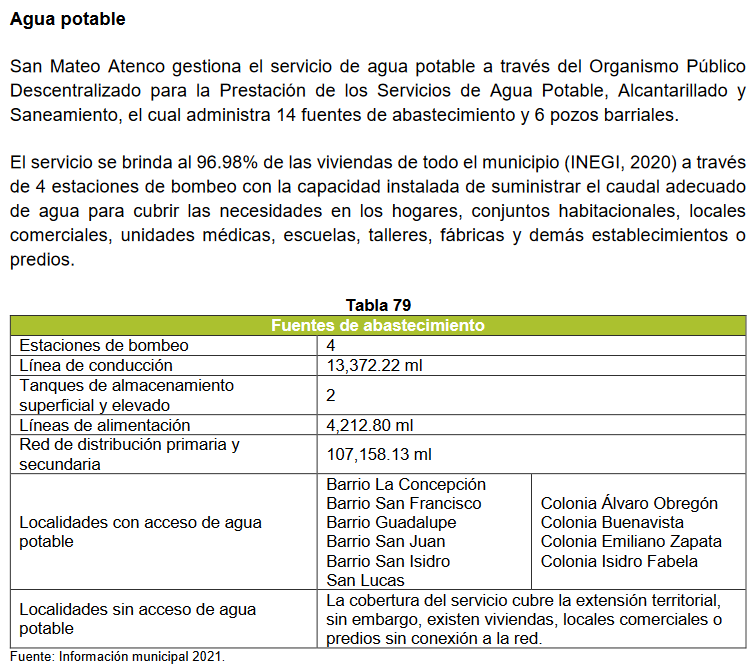 Agua potable
San Mateo Atenco gestiona el servicio de agua potable a través del Organismo Público
Descentralizado para la Prestación de los Servicios de Agua Potable, Alcantarillado y
Saneamiento, el cual administra 14 fuentes de abastecimiento y 6 pozos barriales.
El servicio se brinda al 96.98% de las viviendas de todo el municipio (INEGI, 2020) a través
de 4 estaciones de bombeo con la capacidad instalada de suministrar el caudal adecuado
de agua para cubrir las necesidades en los hogares, conjuntos habitacionales, locales
comerciales, unidades médicas, escuelas, talleres, fábricas y demás establecimientos o
predios.
Tabla 79
Fuentes de abastecimiento
Estaciones de bombeo 4
Línea de conducción 13,372.22 ml
Tanques de almacenamiento
superficial y elevado
2
Líneas de alimentación 4,212.80 ml
Red de distribución primaria y
secundaria
107,158.13 ml
Localidades con acceso de agua
potable
Barrio La Concepción
Barrio San Francisco
Barrio Guadalupe
Barrio San Juan
Barrio San Isidro
San Lucas
Colonia Álvaro Obregón
Colonia Buenavista
Colonia Emiliano Zapata
Colonia Isidro Fabela
Localidades sin acceso de agua
potable
La cobertura del servicio cubre la extensión territorial,
sin embargo, existen viviendas, locales comerciales o
predios sin conexión a la red.
Fuente: Información municipal 2021.